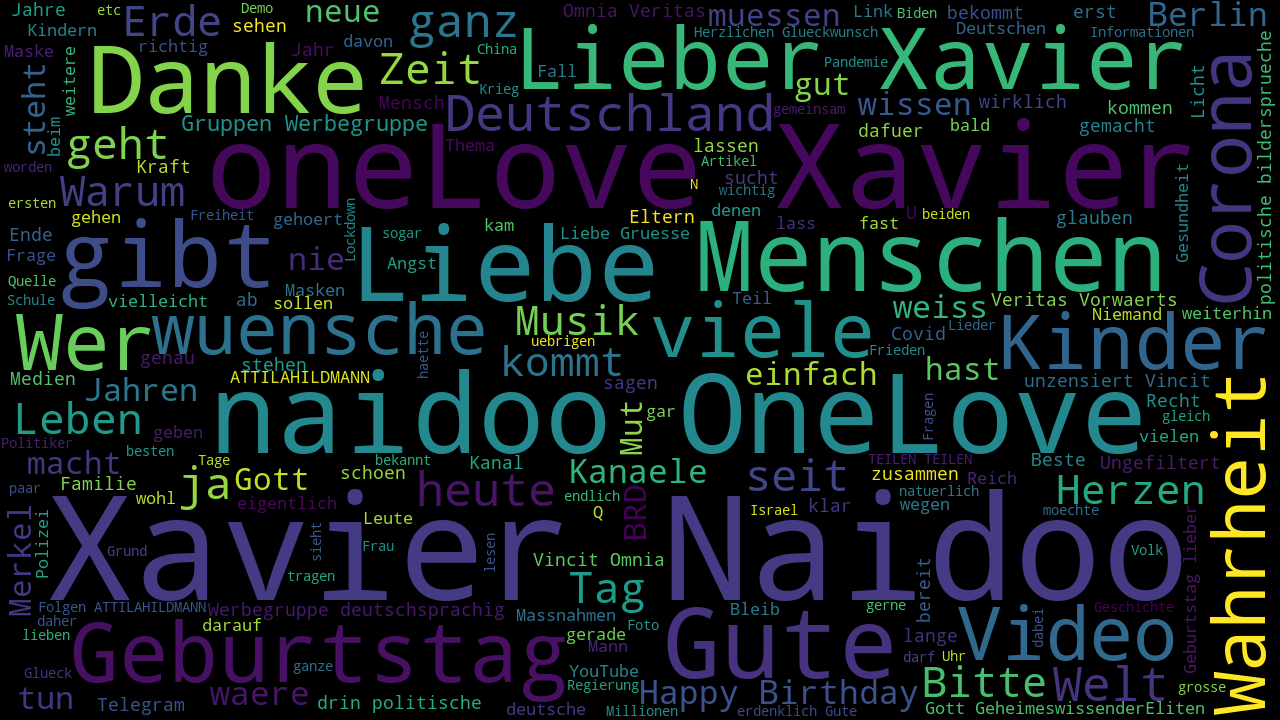 Jahre
etc
Erde
Demo
sehen
neue
ganz
Omnia Veritas
muessen
Link
Biden
bekommt
erst
Berlin
Kindern
richtig
davon
China
Lieber Xavier
Herzlichen Glueckwunsch
Deutschen
Informationen
Maske
weitere
Jahr
Danke
Zeit
Krieg
Fall
Pandemie
gut
Licht
politische bildersprueche
steht
beim
Mensch
Deutschland
gemeinsam
wissen
wirklich
kommen
Corona
Gruppen Werbegruppe
geht
Thema
lassen
dafuer
bald
gemacht
worden
Kraft
oneLove Xavier
Artikel
sucht
wichtig
N
Gesundheit
ersten
Warum
gehen
Freiheit
gehoert
Lockdown
sogar
kam
Eltern
denen
lass
fast
U
beiden
glauben
Ende
Frage
gibt
nie
Liebe
Angst
Liebe Gruesse
Menschen
Quelle
Schule
vielleicht
ab
Masken
sollen
Teil
weiss
Veritas Vorwaerts
Niemand
weiterhin
Wer
wuensche
Musik
uebrigen
viele
Covid
Lieder
Kinder
genau
stehen
haette
kommt
Frieden
Medien
Jahren
ATTILAHILDMANN
sagen
einfach
hast
unzensiert Vincit
Recht
gleich
Leben
naidoo
Mut
gar
OneLove
Fragen
vielen
Politiker
geben
besten
macht
Tage
bekannt
Kanal
Kanaele
seit
TEILEN TEILEN
zusammen
Beste
Ungefiltert
Wahrheit
paar
Familie
wohl
ja
Gott
schoen
heute
endlich
natuerlich
Reich
Herzen
eigentlich
Q
BRD
Israel
klar
wegen
moechte
Merkel
Polizei
Xavier Naidoo
Leute
Grund
sieht
Frau
lesen
Volk
Vincit Omnia
tragen
Tag
bereit
Geburtstag lieber
Folgen ATTILAHILDMANN
Werbegruppe deutschsprachig
Massnahmen
Bleib
gerne
Geschichte
daher
darauf
Foto
lieben
Geburtstag
gerade
Mann
Gute
lange
Video
dabei
Glueck
ganze
YouTube
darf
Uhr
Regierung
tun
waere
Happy Birthday
Bitte
Welt
grosse
Telegram
drin politische
deutsche
Millionen
erdenklich Gute
Gott GeheimeswissenderEliten